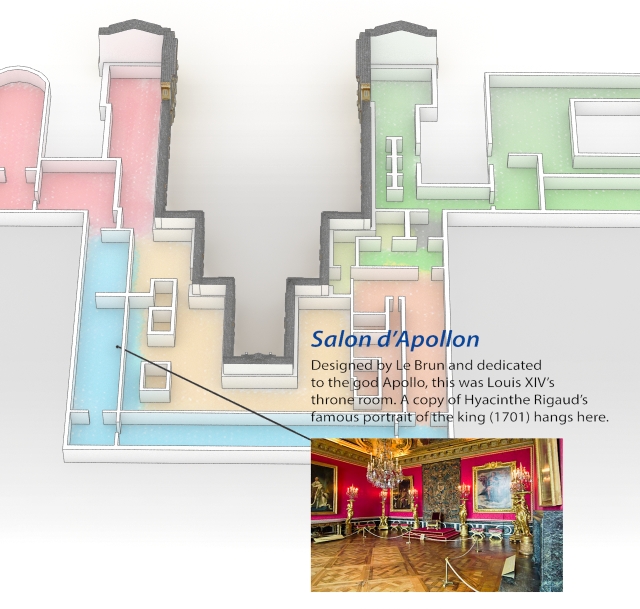 Salon d’Apollon
Designed by Le Brun and dedicated
to the god Apollo, this was Louis XIV’s
throne room. A copy of Hyacinthe Rigaud’s
famous portrait of the king (1701) hangs here.